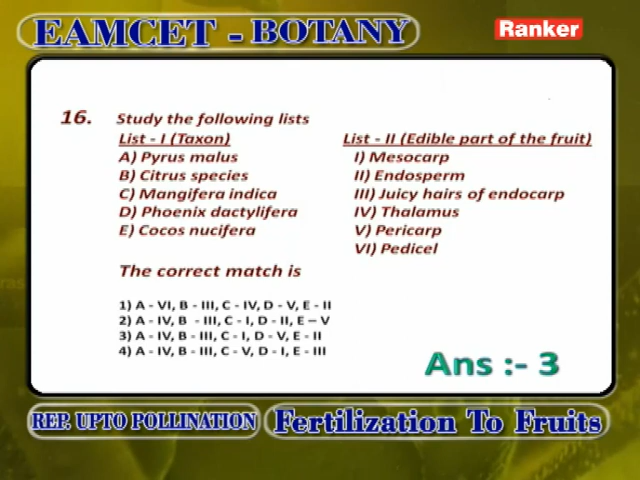 EAMCET - BOTANY
Ranker
16. Study the following lists
List - I (Taxon) List - II (Edible part of the fruit)
A) Pyrus malus I) Mesocarp
B) Citrus species II) Endosperm
C) Mangifera indica III) Juicy hairs of endocarp
D) Phoenix dactylifera IV) Thalamus
E) Cocos nucifera V) Pericarp
VI) Pedicel
The correct match is
1) A - VI, B - III, C - IV, D - V, E - II
2) A - IV, B - III, C - I, D - II, E – V
3) A - IV, B - III, C - I, D - V, E - II
4) A - IV, B - III, C - V, D - I, E - III
Ans :- 3
REP. UPTO POLLINATION Fertilization To Fruits